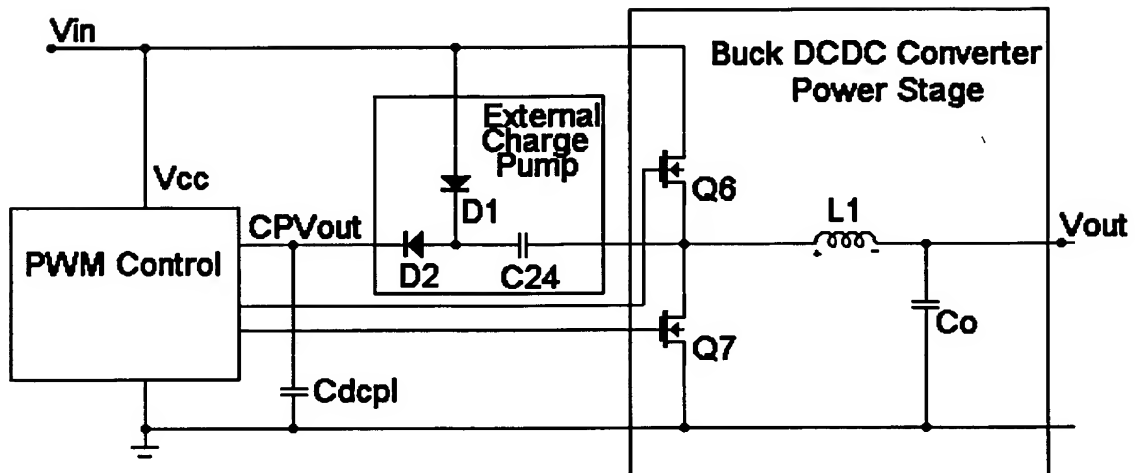 Vin
Buck DCDC Converter
Power Stage
External
Charge
Pump
Vcc
Q6
D1
L1
CPVout
Vout
PWM Control
D2
C24
Q7
Co
Cdcpl